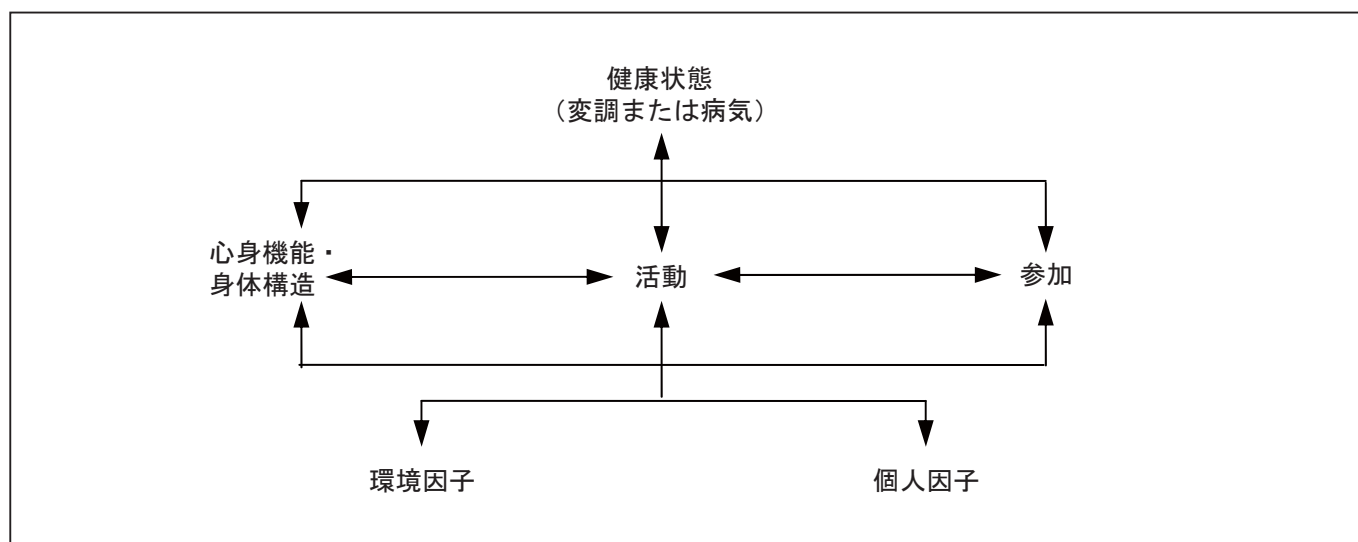 健康状態
（変調または病気）
心身機能・
身体構造
活動
参加
環境因子
個人因子